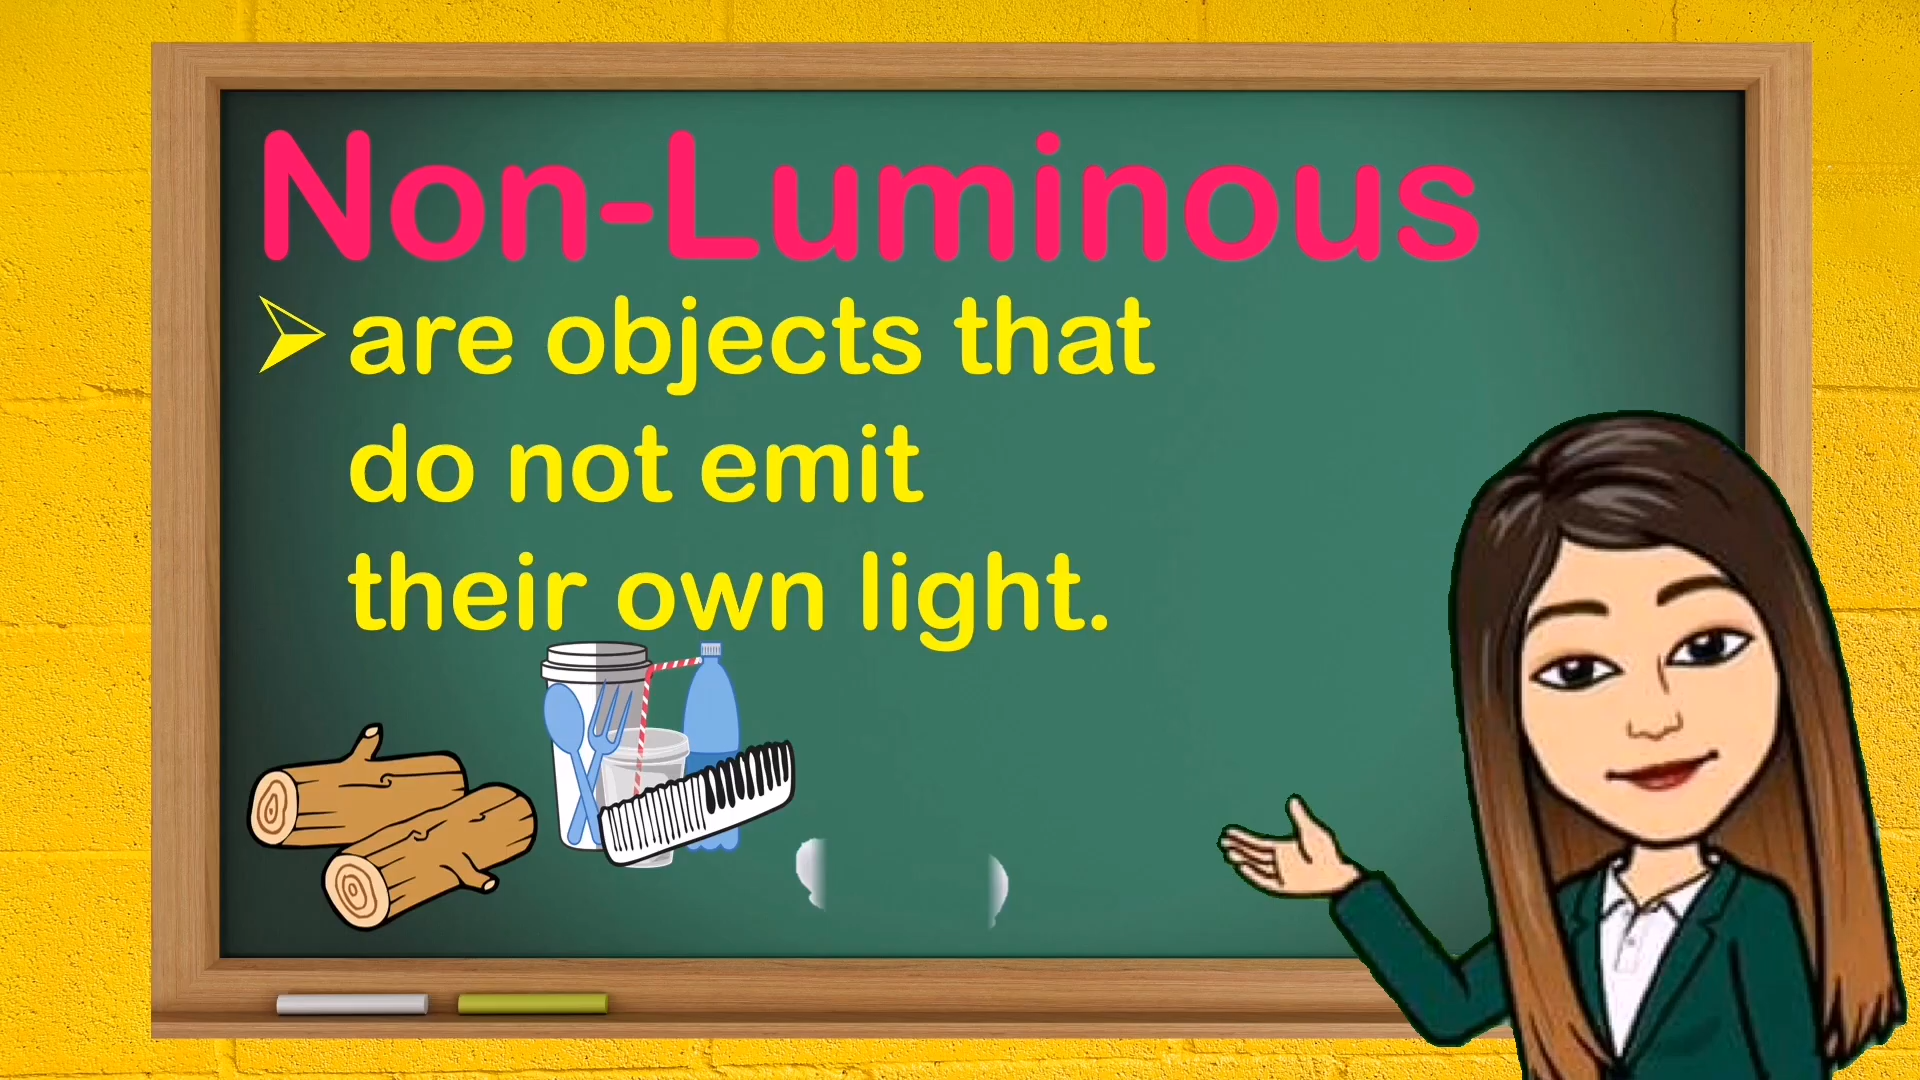 Non-Luminous
are objects that
do not emit
their own light.